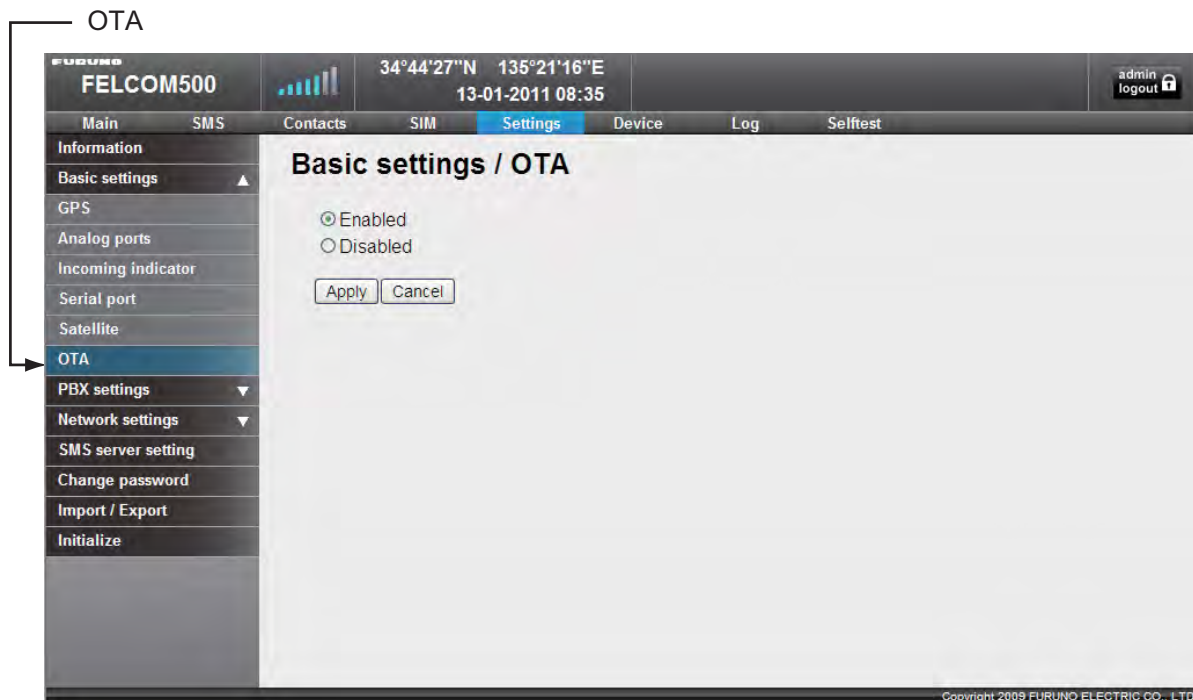 OTA
FURUNO
FELCOM500
34°44'27"N 135°21'16"E
13-01-2011 08:35
admin
logout
Main SMS Contacts SIM Settings Device Log Selftest
Information
Basic settings ▲
GPS
Analog ports
Incoming indicator
Serial port
Satellite
OTA
PBX settings ▼
Network settings ▼
SMS server setting
Change password
Import / Export
Initialize
Basic settings / OTA
Enabled
Disabled
Apply Cancel
Copyright 2009 FURUNO ELECTRIC CO., LTD